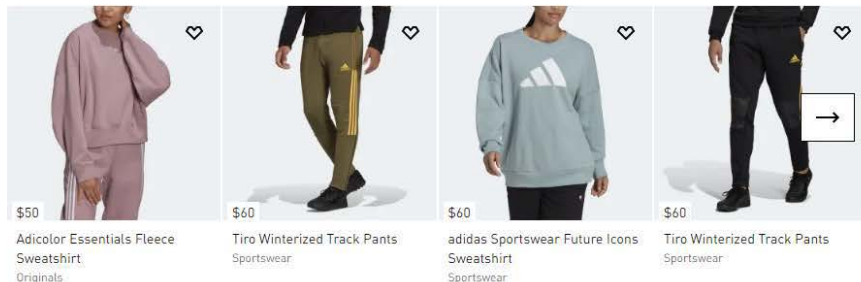 $50
Adicolor Essentials Fleece
Sweatshirt
Originals
$60
Tiro Winterized Track Pants
Sportswear
$60
adidas Sportswear Future Icons
Sweatshirt
Sportswear
$60
Tiro Winterized Track Pants
Sportswear